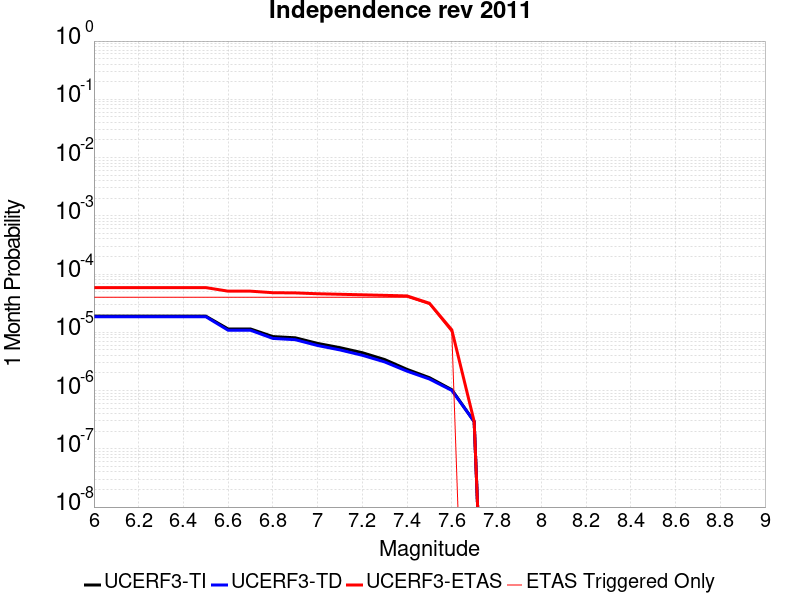 Independence rev 2011
10^0
10^-1
10^-2
10^-3
10^-4
10^-5
10^-6
10^-7
10^-8
1 Month Probability
6 6.2 6.4 6.6 6.8 7 7.2 7.4 7.6 7.8 8 8.2 8.4 8.6 8.8 9
Magnitude
UCERF3-TI UCERF3-TD UCERF3-ETAS ETAS Triggered Only